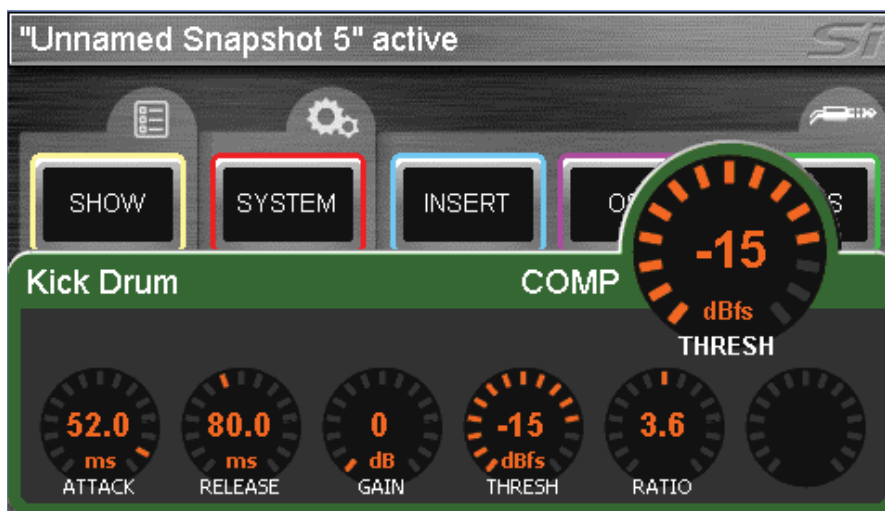 "Unnamed Snapshot 5" active
Si
SHOW
SYSTEM
INSERT
Kick Drum
COMP
-15
dBfs
THRESH
52.0
ms
ATTACK
80.0
ms
RELEASE
0
dB
GAIN
-15
dBfs
THRESH
3.6
RATIO